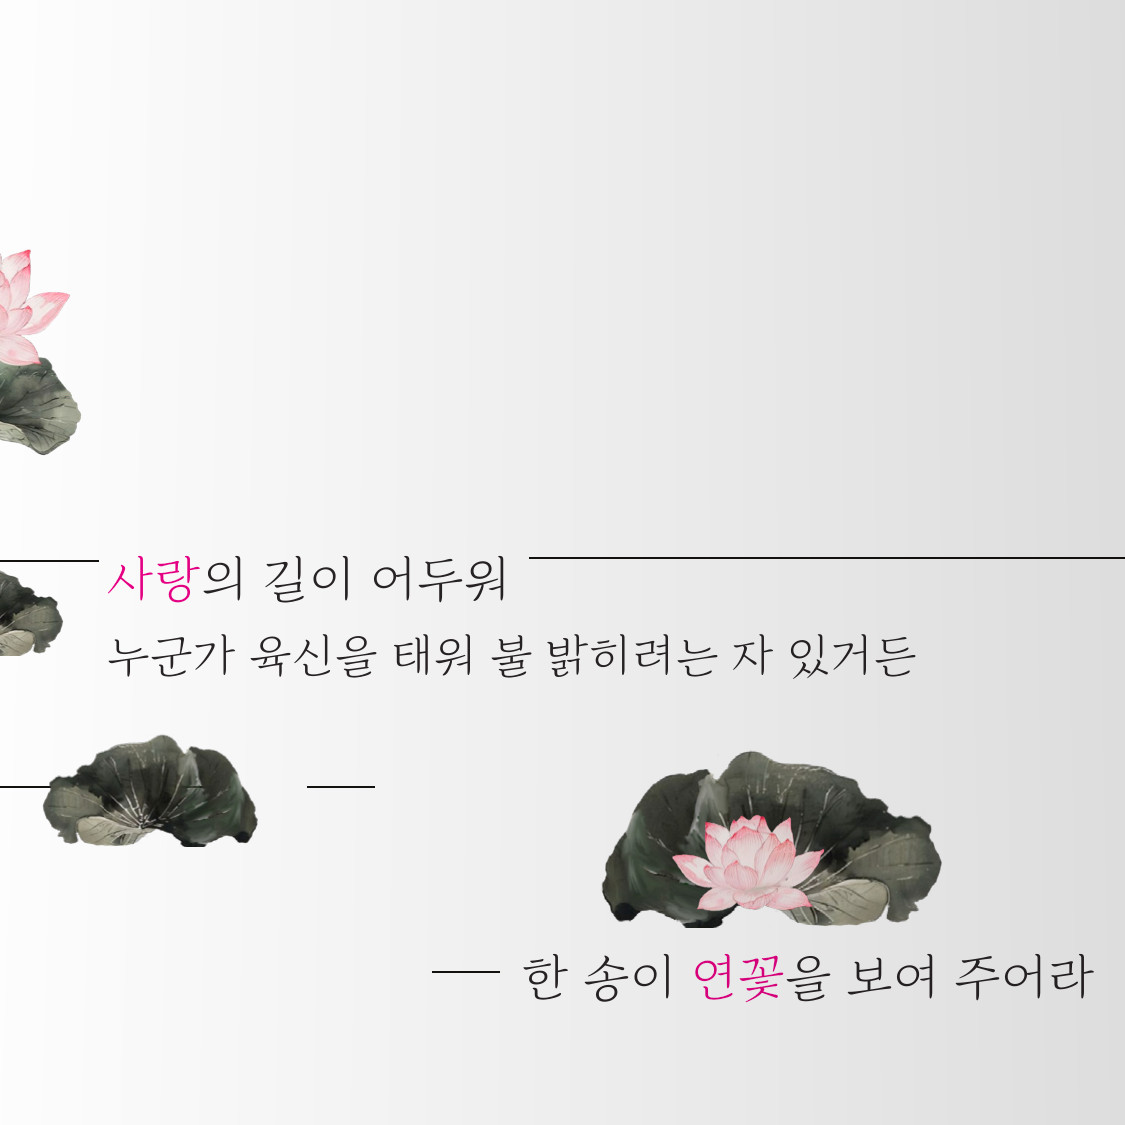 사랑의 길이 어두워
누군가 육신을 태워 불 밝히려는 자 있거든
한 송이 연꽃을 보여 주어라